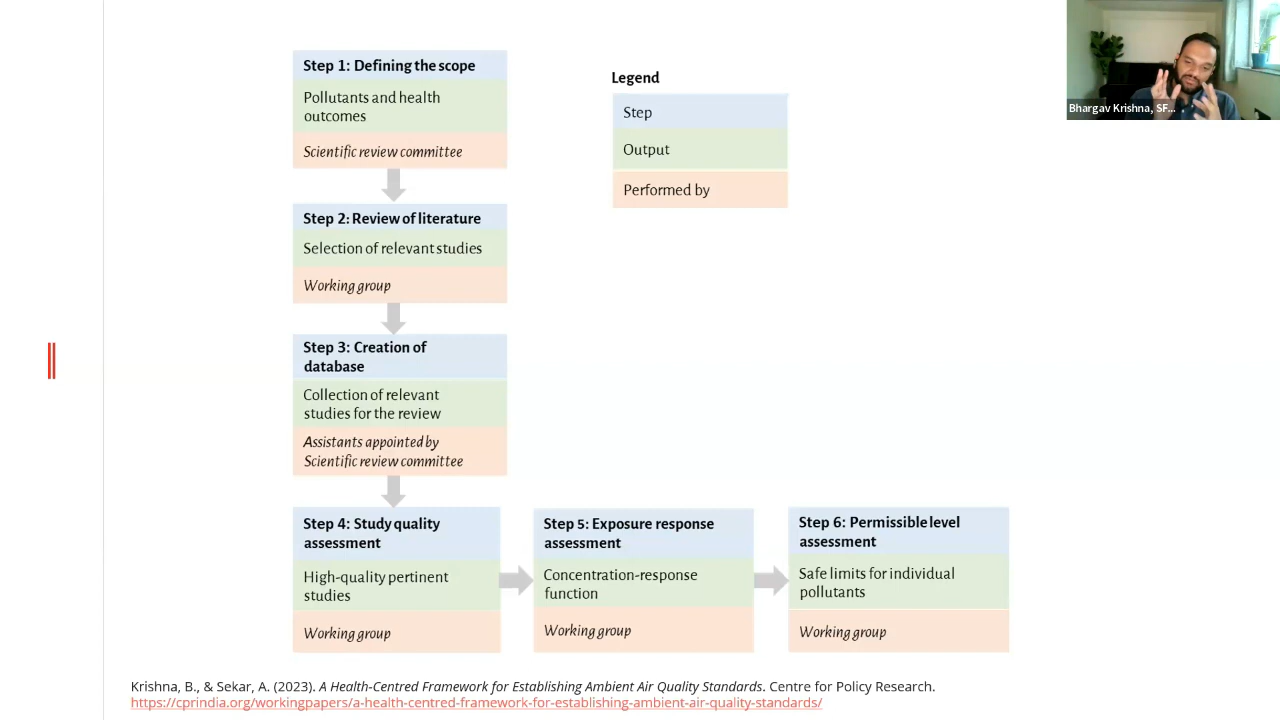 Step 1: Defining the scope
Pollutants and health
outcomes
Scientific review committee
Step 2: Review of literature
Selection of relevant studies
Working group
Step 3: Creation of
database
Collection of relevant
studies for the review
Assistants appointed by
Scientific review committee
Step 4: Study quality
assessment
High-quality pertinent
studies
Working group
Step 5: Exposure response
assessment
Concentration-response
function
Working group
Step 6: Permissible level
assessment
Safe limits for individual
pollutants
Working group
Legend
Step
Output
Performed by
Bhargav Krishna, SF...
Krishna, B., & Sekar, A. (2023). A Health-Centred Framework for Establishing Ambient Air Quality Standards. Centre for Policy Research.
https://cprindia.org/workingpapers/a-health-centred-framework-for-establishing-ambient-air-quality-standards/